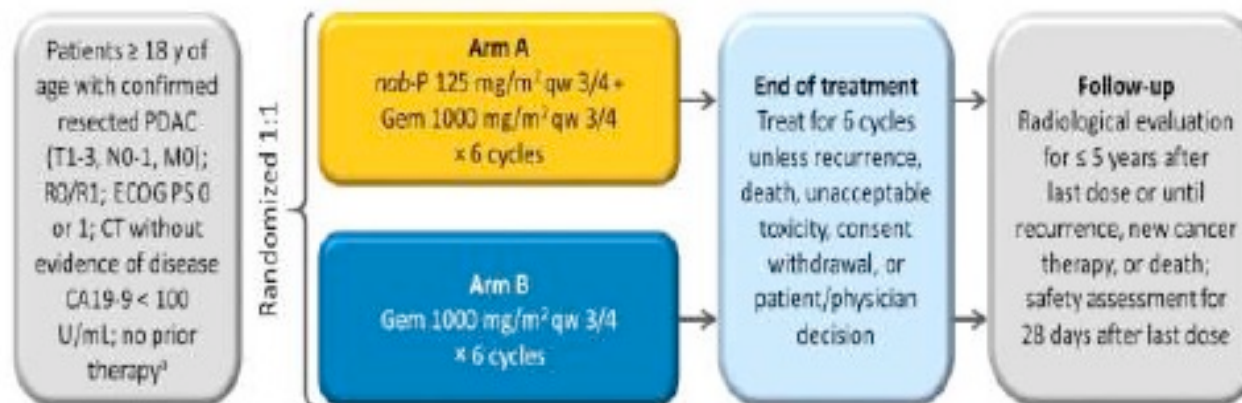 Patients ≥ 18 y of
age with confirmed
resected PDAC
(T1-3, N0-1, M0);
R0/R1; ECOG PS 0
or 1; CT without
evidence of disease
CA19-9 < 100
U/mL; no prior
therapyᵃ
Randomized 1:1
Arm A
nab-P 125 mg/m² qw 3/4 +
Gem 1000 mg/m² qw 3/4
× 6 cycles
Arm B
Gem 1000 mg/m² qw 3/4
× 6 cycles
End of treatment
Treat for 6 cycles
unless recurrence,
death, unacceptable
toxicity, consent
withdrawal, or
patient/physician
decision
Follow-up
Radiological evaluation
for ≤ 5 years after
last dose or until
recurrence, new cancer
therapy, or death;
safety assessment for
28 days after last dose